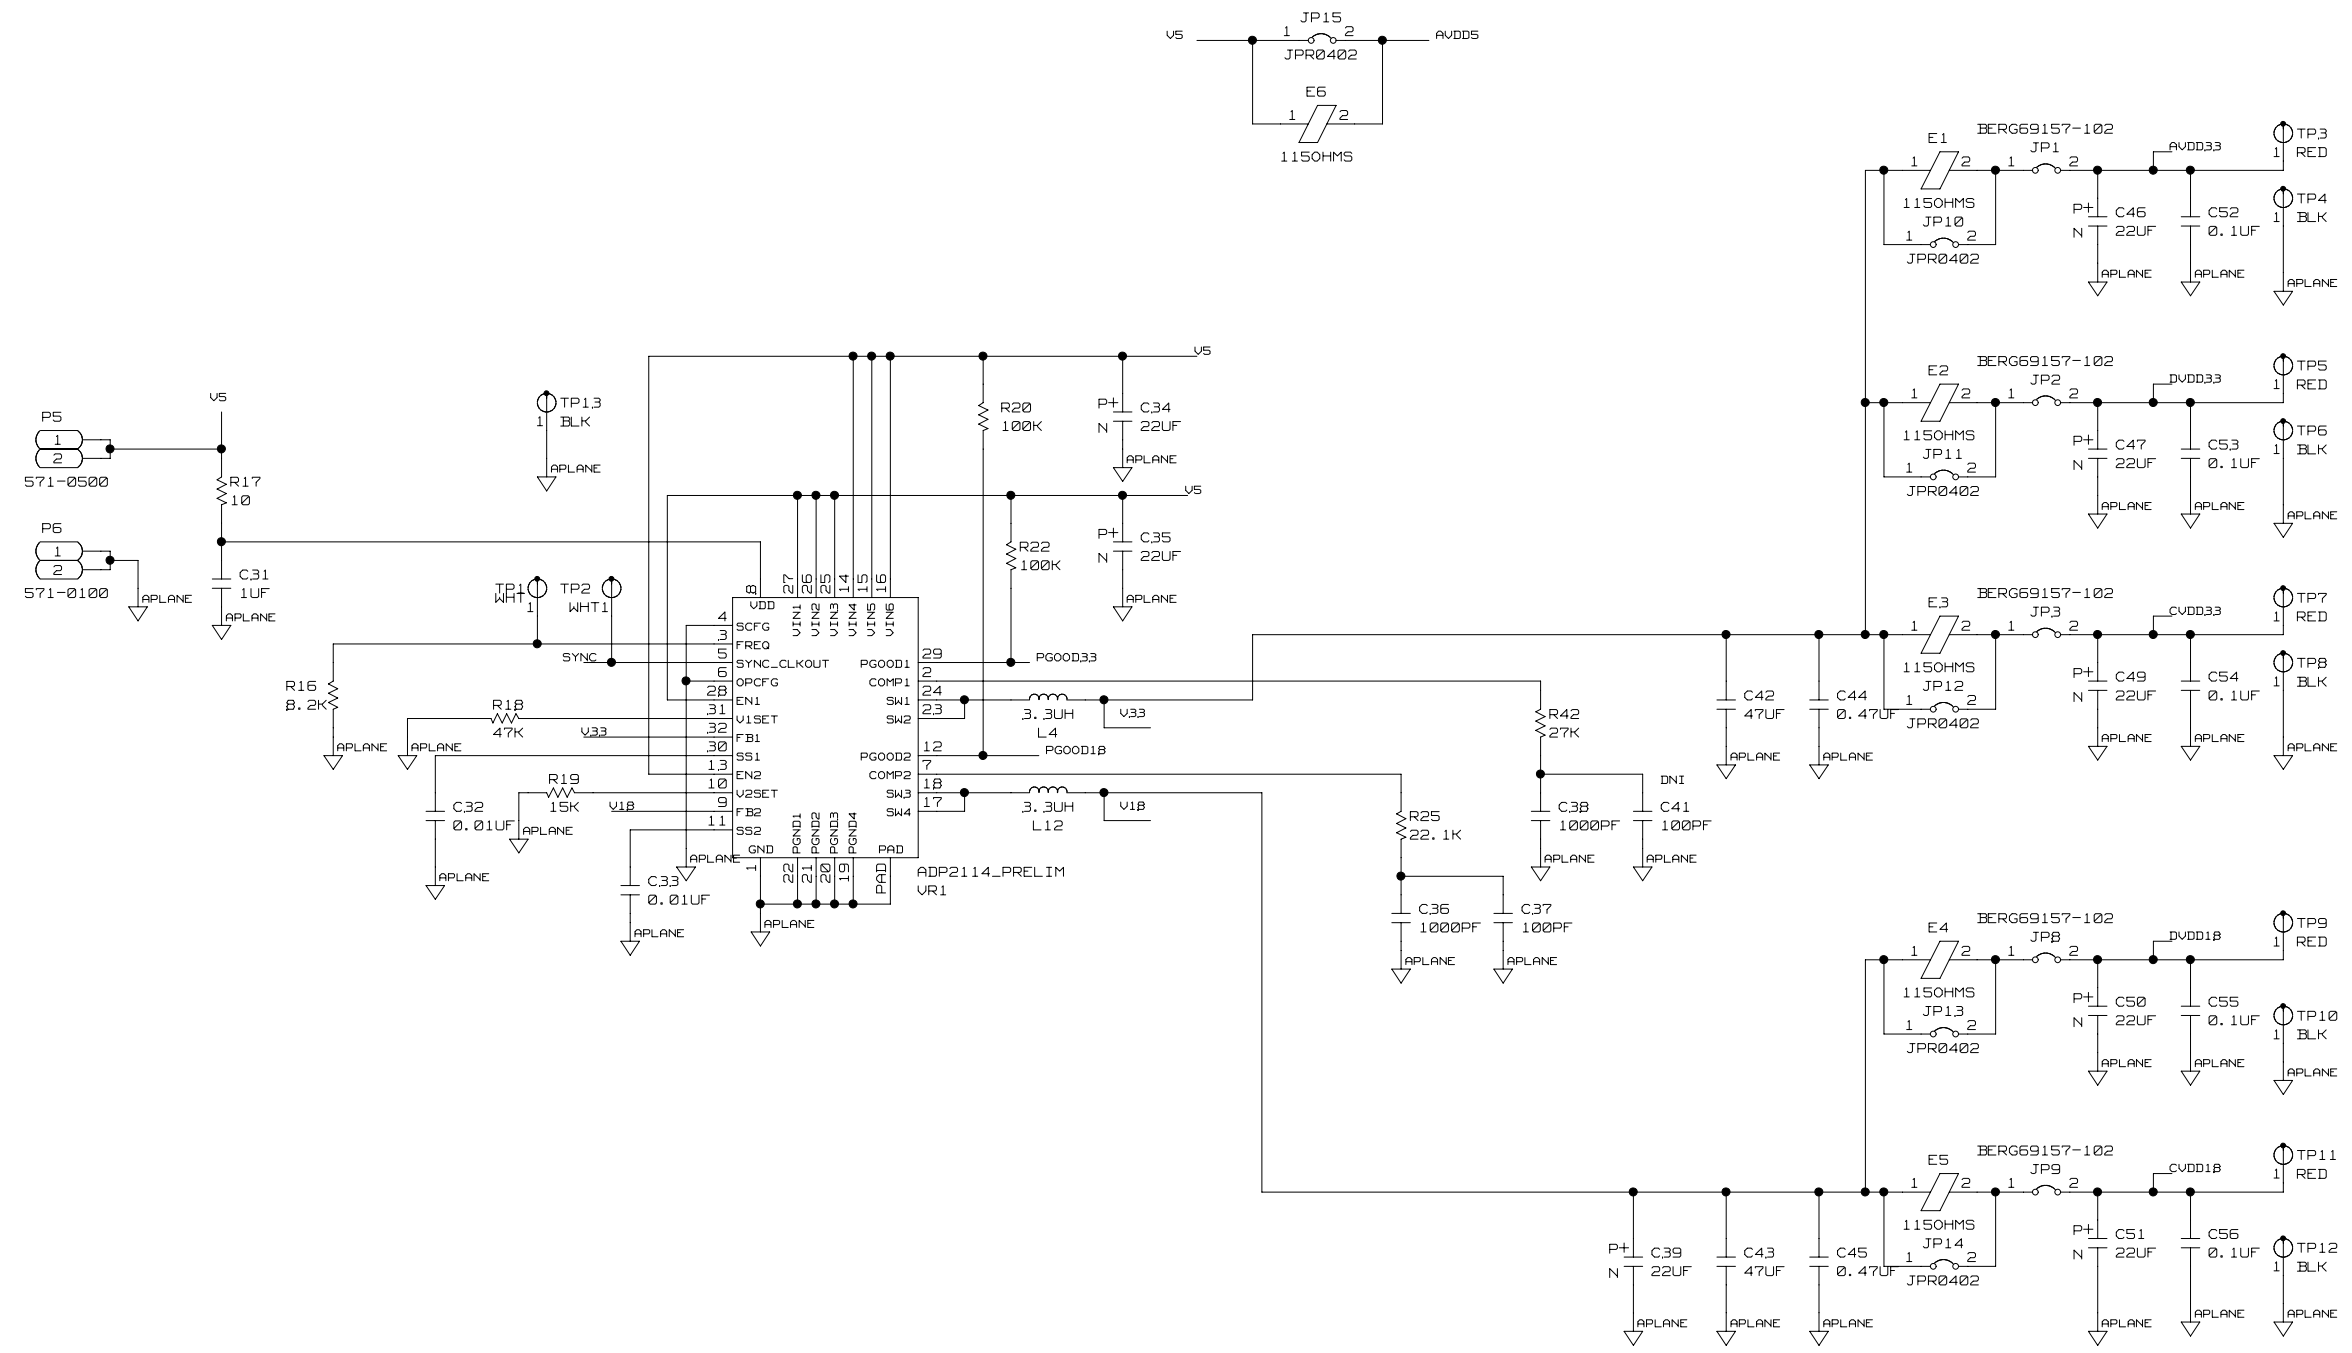 JP15
V5 1 2 AVDD5
JPR0402
E6
1 2
115OHMS
BERG69157-102
E1 JP1
1 2 1 2 AVDD33
TP3
1 RED
115OHMS
JP10
1 2
JPR0402
P+ C46
N 22UF
APLANE
C52
0.1UF
APLANE
TP4
1 BLK
APLANE
BERG69157-102
E2 JP2
1 2 1 2 DVDD33
TP5
1 RED
115OHMS
JP11
1 2
JPR0402
P+ C47
N 22UF
APLANE
C53
0.1UF
APLANE
TP6
1 BLK
APLANE
BERG69157-102
E3 JP3
1 2 1 2 CVDD33
TP7
1 RED
115OHMS
JP12
1 2
JPR0402
P+ C49
N 22UF
APLANE
C54
0.1UF
APLANE
TP8
1 BLK
APLANE
BERG69157-102
E4 JP8
1 2 1 2 DVDD18
TP9
1 RED
115OHMS
JP13
1 2
JPR0402
P+ C50
N 22UF
APLANE
C55
0.1UF
APLANE
TP10
1 BLK
APLANE
BERG69157-102
E5 JP9
1 2 1 2 CVDD18
TP11
1 RED
115OHMS
JP14
1 2
JPR0402
P+ C51
N 22UF
APLANE
C56
0.1UF
APLANE
TP12
1 BLK
APLANE
P5
1
2
571-0500
V5
R17
10
P6
1
2
571-0100
APLANE
C31
1UF
APLANE
TP13
1 BLK
APLANE
V5
R20
100K
P+ C34
N 22UF
APLANE
V5
R22
100K
P+ C35
N 22UF
APLANE
TP1
WHT 1
TP2
WHT1
SYNC
R16
8.2K
APLANE
R18
47K
APLANE
V33
R19
15K
APLANE
V18
C32
0.01UF
APLANE
C33
0.01UF
APLANE
APLANE
8 27 26 25 14 15 16
VDD VIN1 VIN2 VIN3 VIN4 VIN5 VIN6
4 SCFG
3 FREQ
5 SYNC_CLKOUT
6 OPCFG
28 EN1
31 V1SET
32 FB1
30 SS1
13 EN2
10 V2SET
9 FB2
11 SS2
PGOOD1 29 PGOOD33
COMP1 2
SW1 24
SW2 23
PGOOD2 12 PGOOD18
COMP2 7
SW3 18
SW4 17
GND PGND1 PGND2 PGND3 PGND4 PAD
1 22 21 20 19 PAD
APLANE
ADP2114_PRELIM
VR1
3.3UH
L4
V33
3.3UH
L12
V18
R42
27K
DNI
C38
1000PF
APLANE
C41
100PF
APLANE
R25
22.1K
C36
1000PF
APLANE
C37
100PF
APLANE
C42
47UF
APLANE
C44
0.47UF
APLANE
P+ C39
N 22UF
APLANE
C43
47UF
APLANE
C45
0.47UF
APLANE